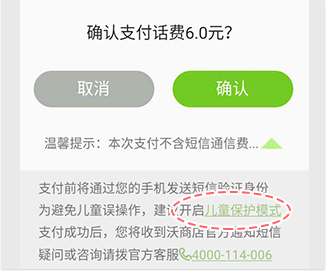 确认支付话费6.0元?
取消 确认
温馨提示：本次支付不含短信通信费...
支付前将通过您的手机发送短信验证身份
为避免儿童误操作，建议开启儿童保护模式
支付成功后，您将收到沃商店官方通知短信
疑问或咨询请拨官方客服4000-114-006